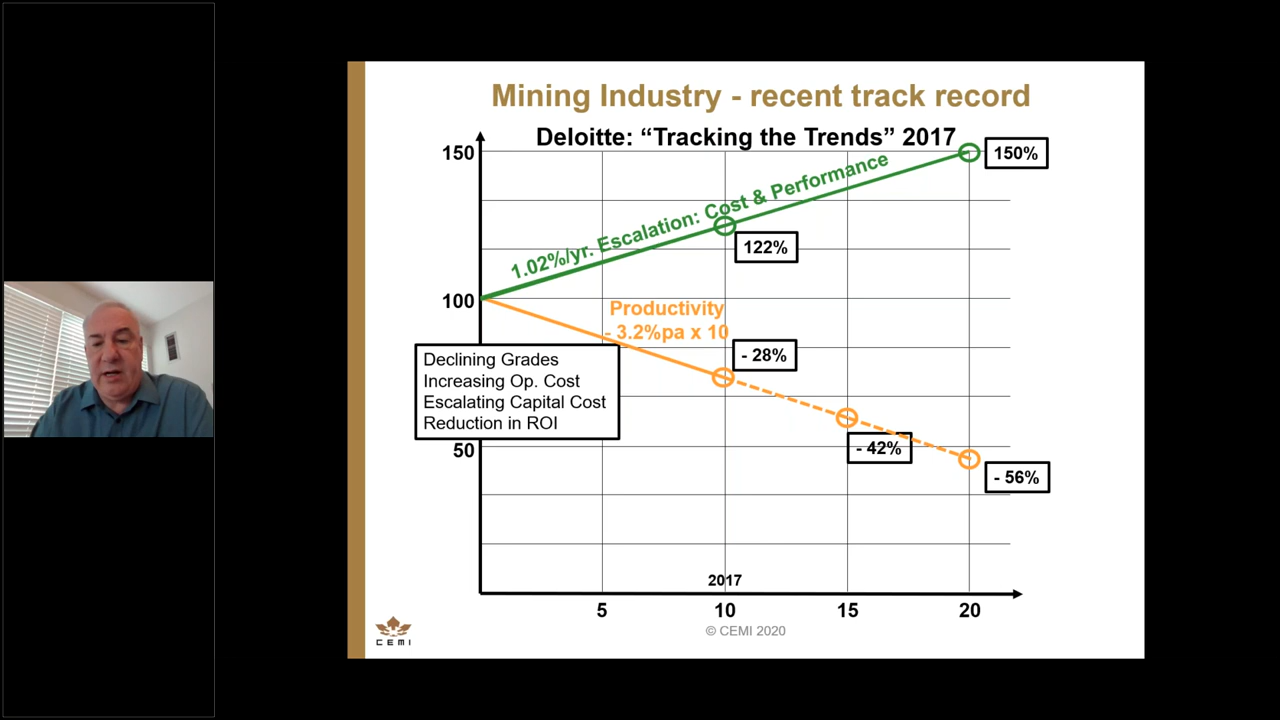 Mining Industry - recent track record
Deloitte: “Tracking the Trends” 2017
150
150%
1.02%/yr. Escalation: Cost & Performance
122%
100
Productivity
- 3.2%pa x 10
- 28%
Declining Grades
Increasing Op. Cost
Escalating Capital Cost
Reduction in ROI
50
- 42%
- 56%
2017
5
10
15
20
© CEMI 2020
CEMI